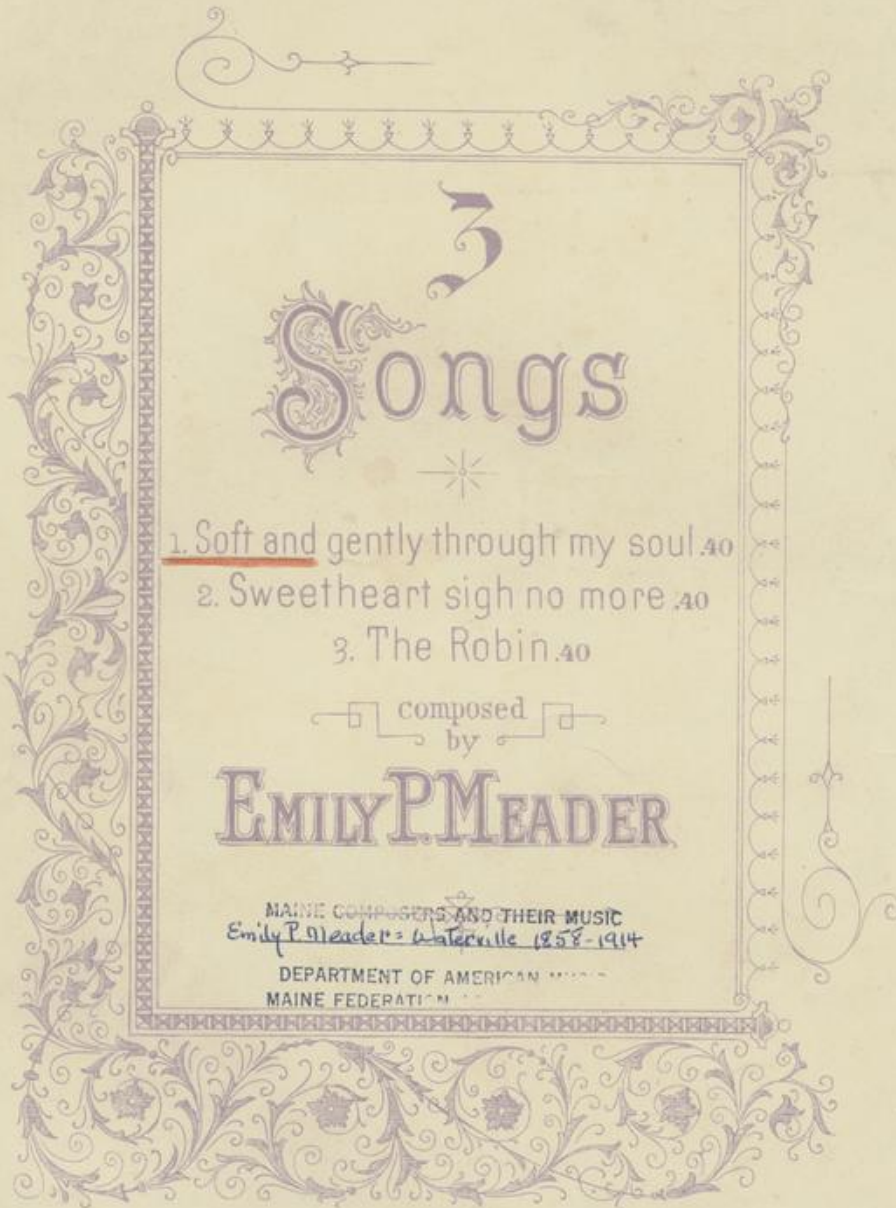 3
Songs
1. Soft and gently through my soul .40
2. Sweetheart sigh no more .40
3. The Robin .40
composed
by
EMILY P. MEADER
MAINE COMPOSERS AND THEIR MUSIC
Emily P. Meader = Waterville 1858-1914
DEPARTMENT OF AMERICAN
MAINE FEDERATION